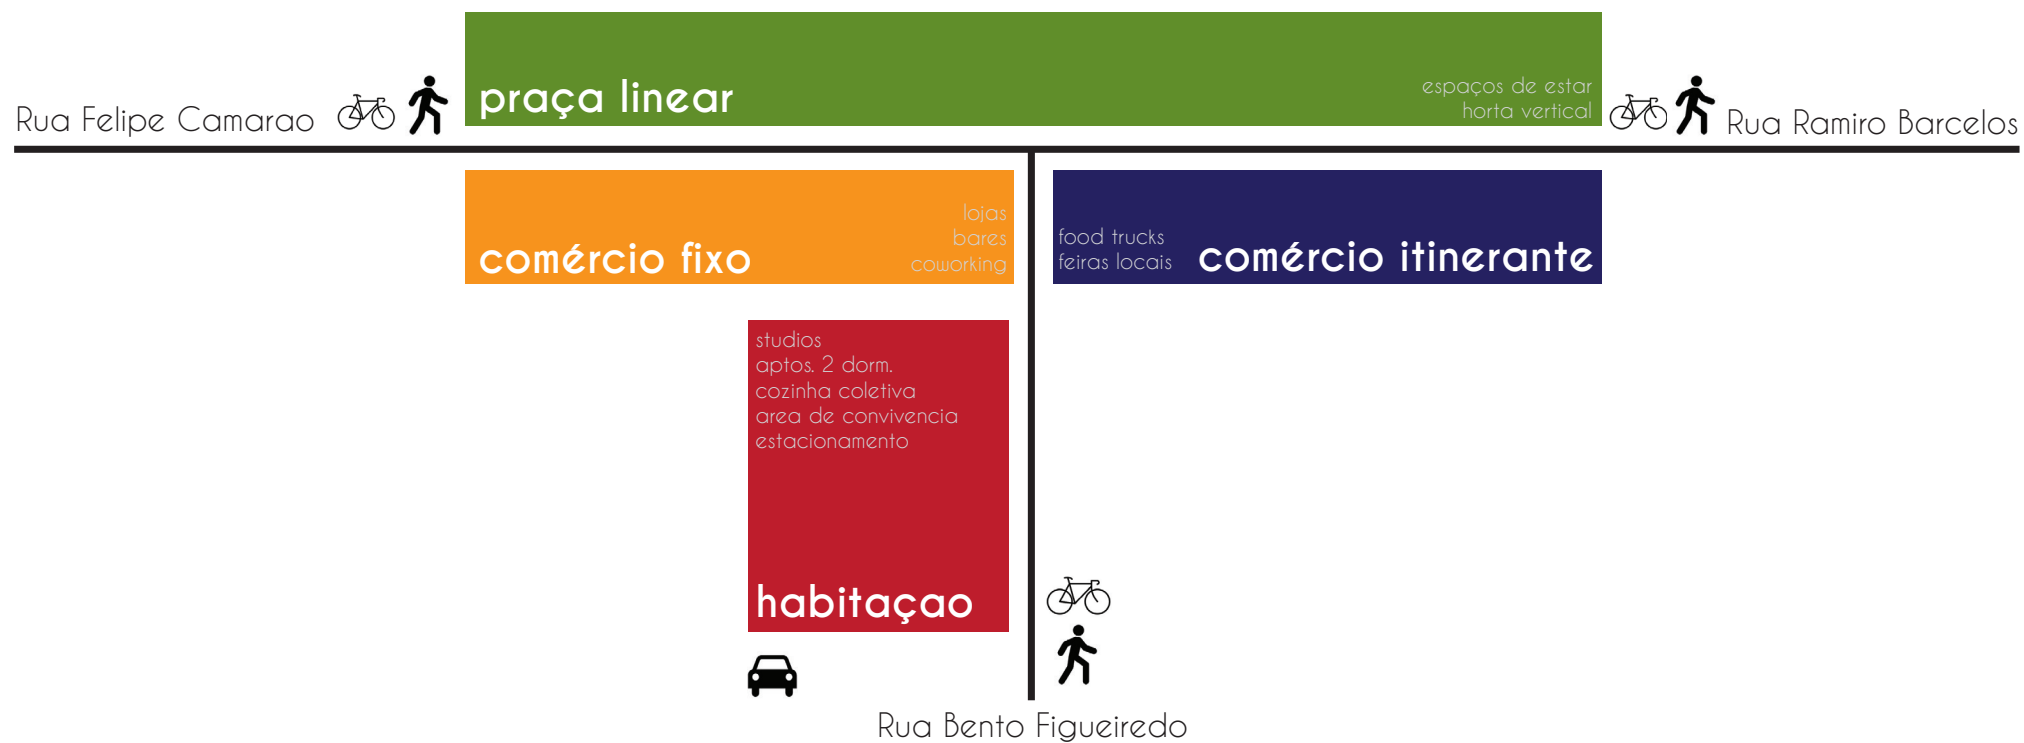 praça linear
espaços de estar
horta vertical
Rua Felipe Camarao
Rua Ramiro Barcelos
comércio fixo
lojas
bares
coworking
food trucks
feiras locais
comércio itinerante
studios
aptos. 2 dorm.
cozinha coletiva
area de convivencia
estacionamento
habitaçao
Rua Bento Figueiredo